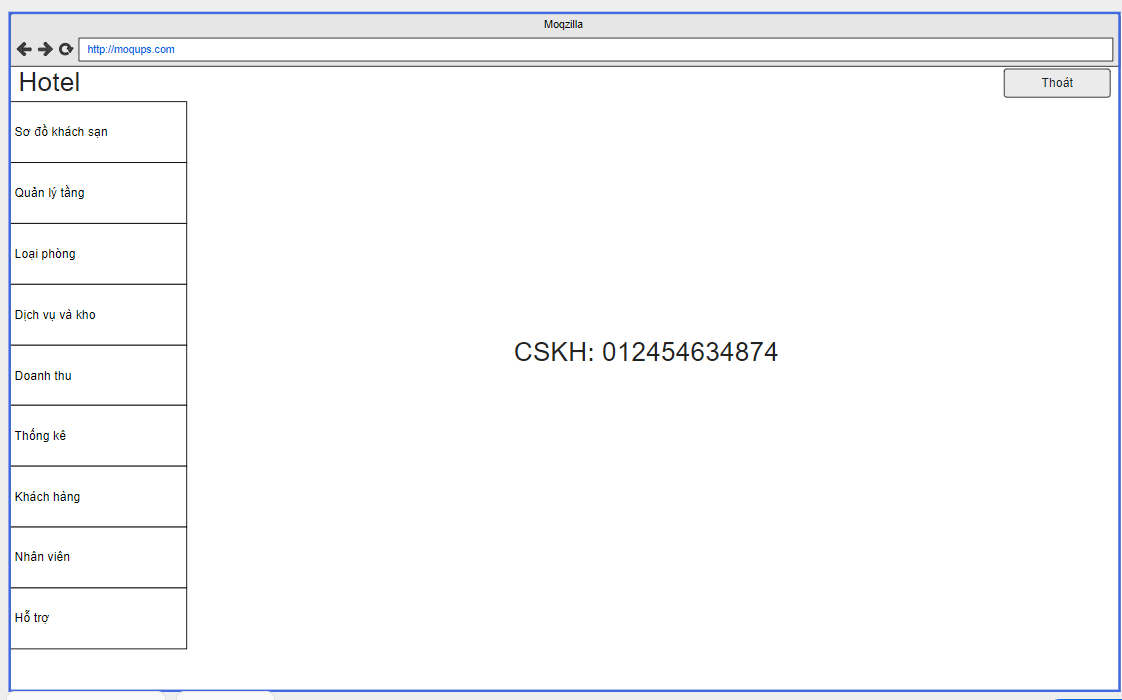 Moqzilla
http://moqups.com
Hotel
Thoát
Sơ đồ khách sạn
Quản lý tầng
Loại phòng
Dịch vụ và kho
Doanh thu
Thống kê
Khách hàng
Nhân viên
Hỗ trợ
CSKH: 012454634874